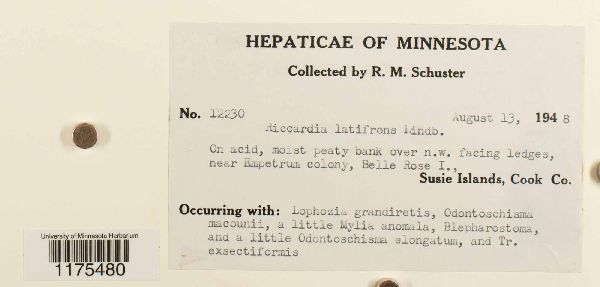 HEPATICAE OF MINNESOTA
Collected by R. M. Schuster
No. 12230 August 13, 1948
Riccardia latifrons Lindb.
On acid, moist peaty bank over n.w. facing ledges,
near Empetrum colony, Belle Rose I.,
Susie Islands, Cook Co.
Occurring with: Lophozia grandiretis, Odontoschisma
macounii, a little Mylia anomala, Blepharostoma,
and a little Odontoschisma elongatum, and Tr.
exsectiformis
University of Minnesota Herbarium
1175480